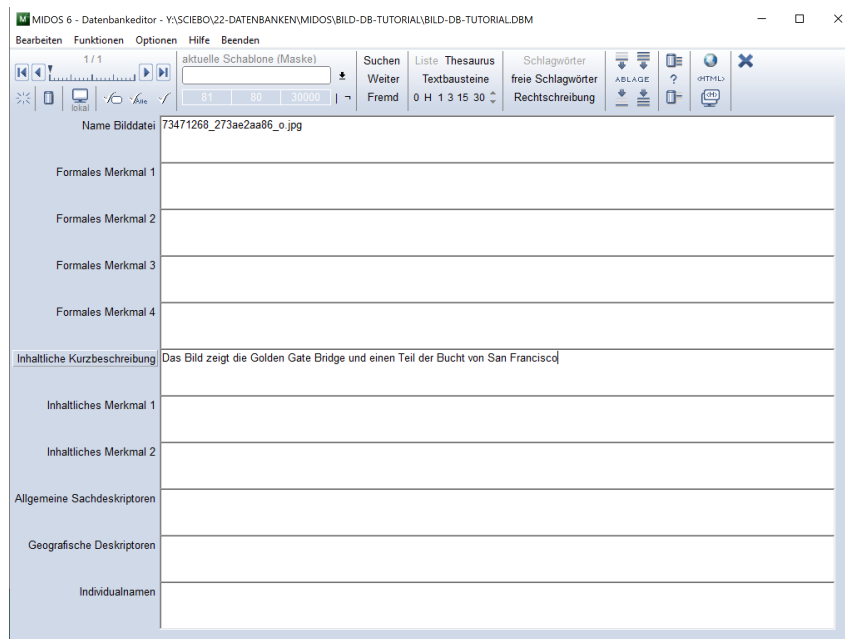 MIDOS 6 - Datenbankeditor - Y:\SCIEBO\22-DATENBANKEN\MIDOS\BILD-DB-TUTORIAL\BILD-DB-TUTORIAL.DBM
Bearbeiten Funktionen Optionen Hilfe Beenden
1 / 1
lokal
aktuelle Schablone (Maske)
81 80 30000 | ¬
Suchen Liste Thesaurus Schlagwörter
Weiter Textbausteine freie Schlagwörter ABLAGE ? <HTML>
Fremd 0 H 1 3 15 30 Rechtschreibung
Name Bilddatei 73471268_273ae2aa86_o.jpg
Formales Merkmal 1
Formales Merkmal 2
Formales Merkmal 3
Formales Merkmal 4
Inhaltliche Kurzbeschreibung Das Bild zeigt die Golden Gate Bridge und einen Teil der Bucht von San Francisco
Inhaltliches Merkmal 1
Inhaltliches Merkmal 2
Allgemeine Sachdeskriptoren
Geografische Deskriptoren
Individualnamen